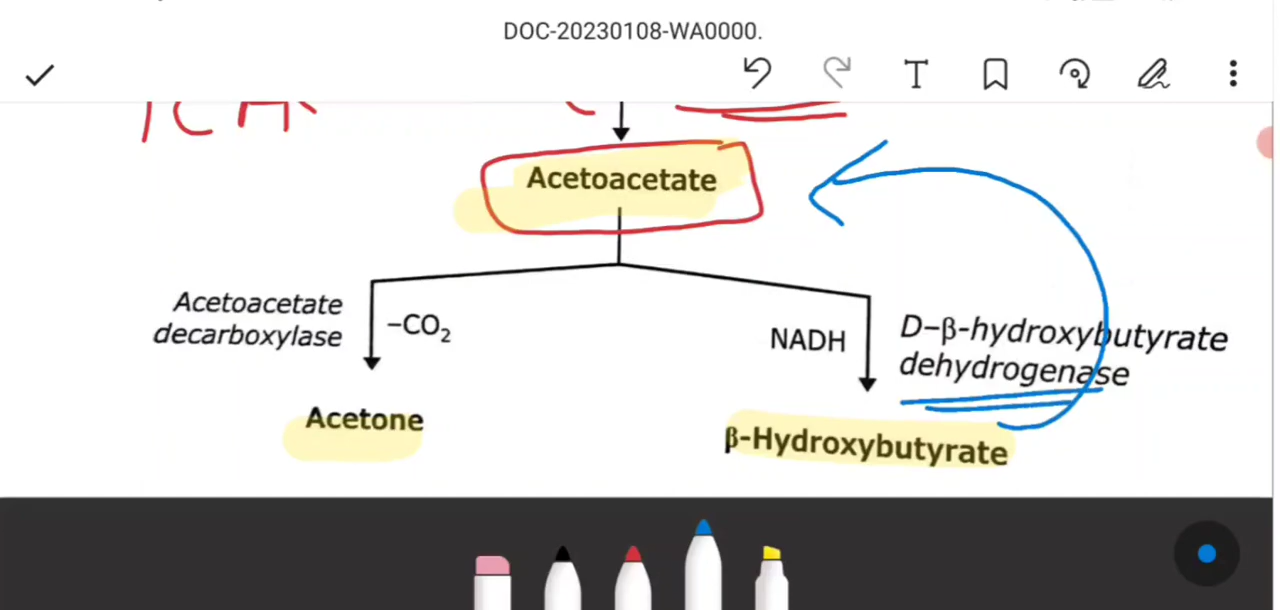 DOC-20230108-WA0000.
T
Acetoacetate
Acetoacetate
decarboxylase
–CO₂
NADH
D–β-hydroxybutyrate
dehydrogenase
Acetone
β-Hydroxybutyrate